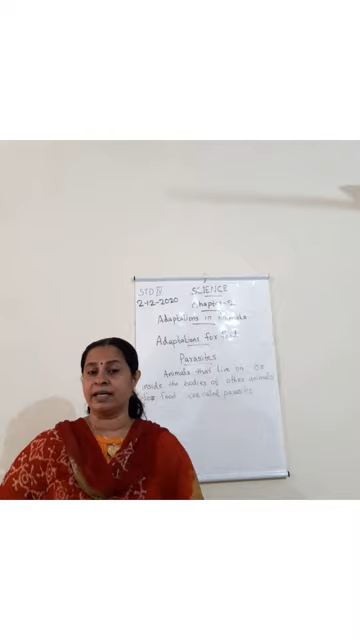 SCIENCE
STD IV
2-12-2020
Chapter-2
Adaptations in Animals
Adaptations for
Parasites
Animals that live on or
inside the bodies of other animals
for food are called parasites